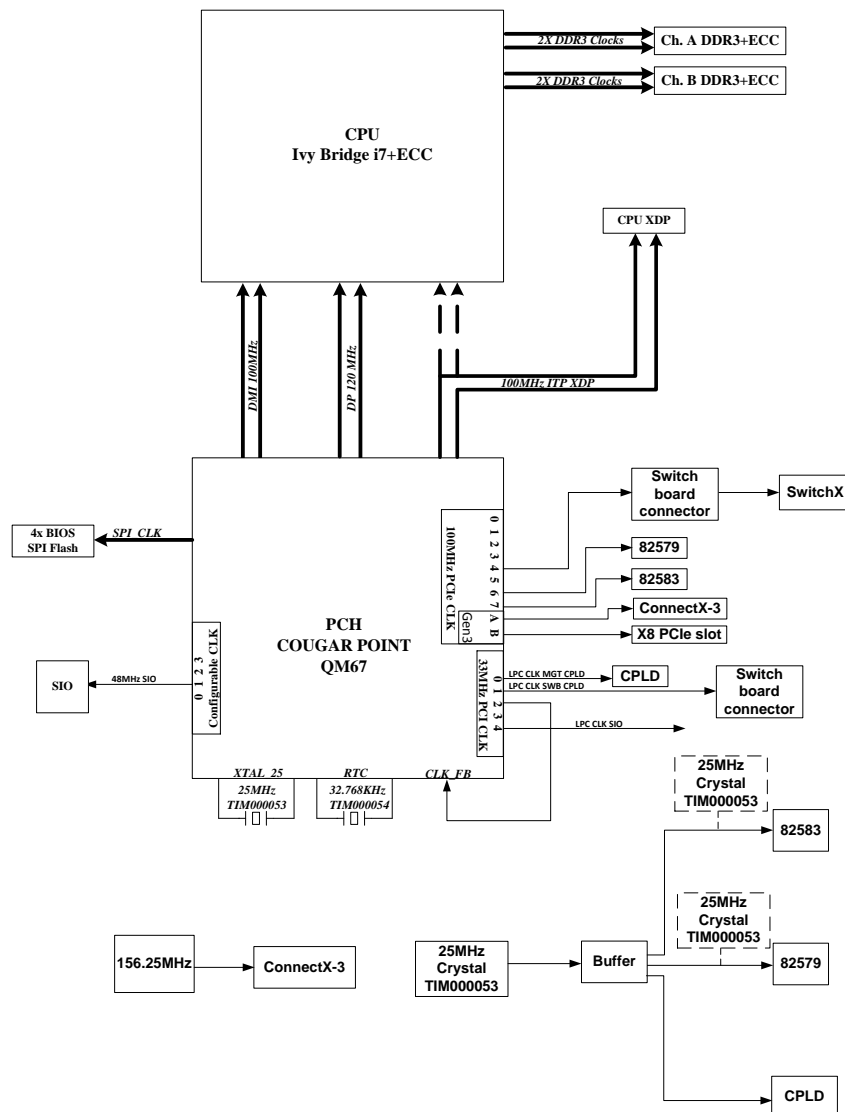 2X DDR3 Clocks
Ch. A DDR3+ECC
2X DDR3 Clocks
Ch. B DDR3+ECC
CPU
Ivy Bridge i7+ECC
CPU XDP
DMI 100MHz
DP 120 MHz
100MHz ITP XDP
4x BIOS
SPI Flash
SPI_CLK
PCH
COUGAR POINT
QM67
100MHz PCIe CLK
0 1 2 3 4 5 6 7
Gen3
A B
Switch
board
connector
SwitchX
82579
82583
ConnectX-3
X8 PCIe slot
SIO
48MHz SIO
0 1 2 3
Configurable CLK
33MHz PCI CLK
0 1 2 3 4
LPC CLK MGT CPLD
CPLD
LPC CLK SWB CPLD
Switch
board
connector
LPC CLK SIO
XTAL_25
25MHz
TIM000053
RTC
32.768KHz
TIM000054
CLK_FB
25MHz
Crystal
TIM000053
82583
25MHz
Crystal
TIM000053
82579
156.25MHz
ConnectX-3
25MHz
Crystal
TIM000053
Buffer
CPLD